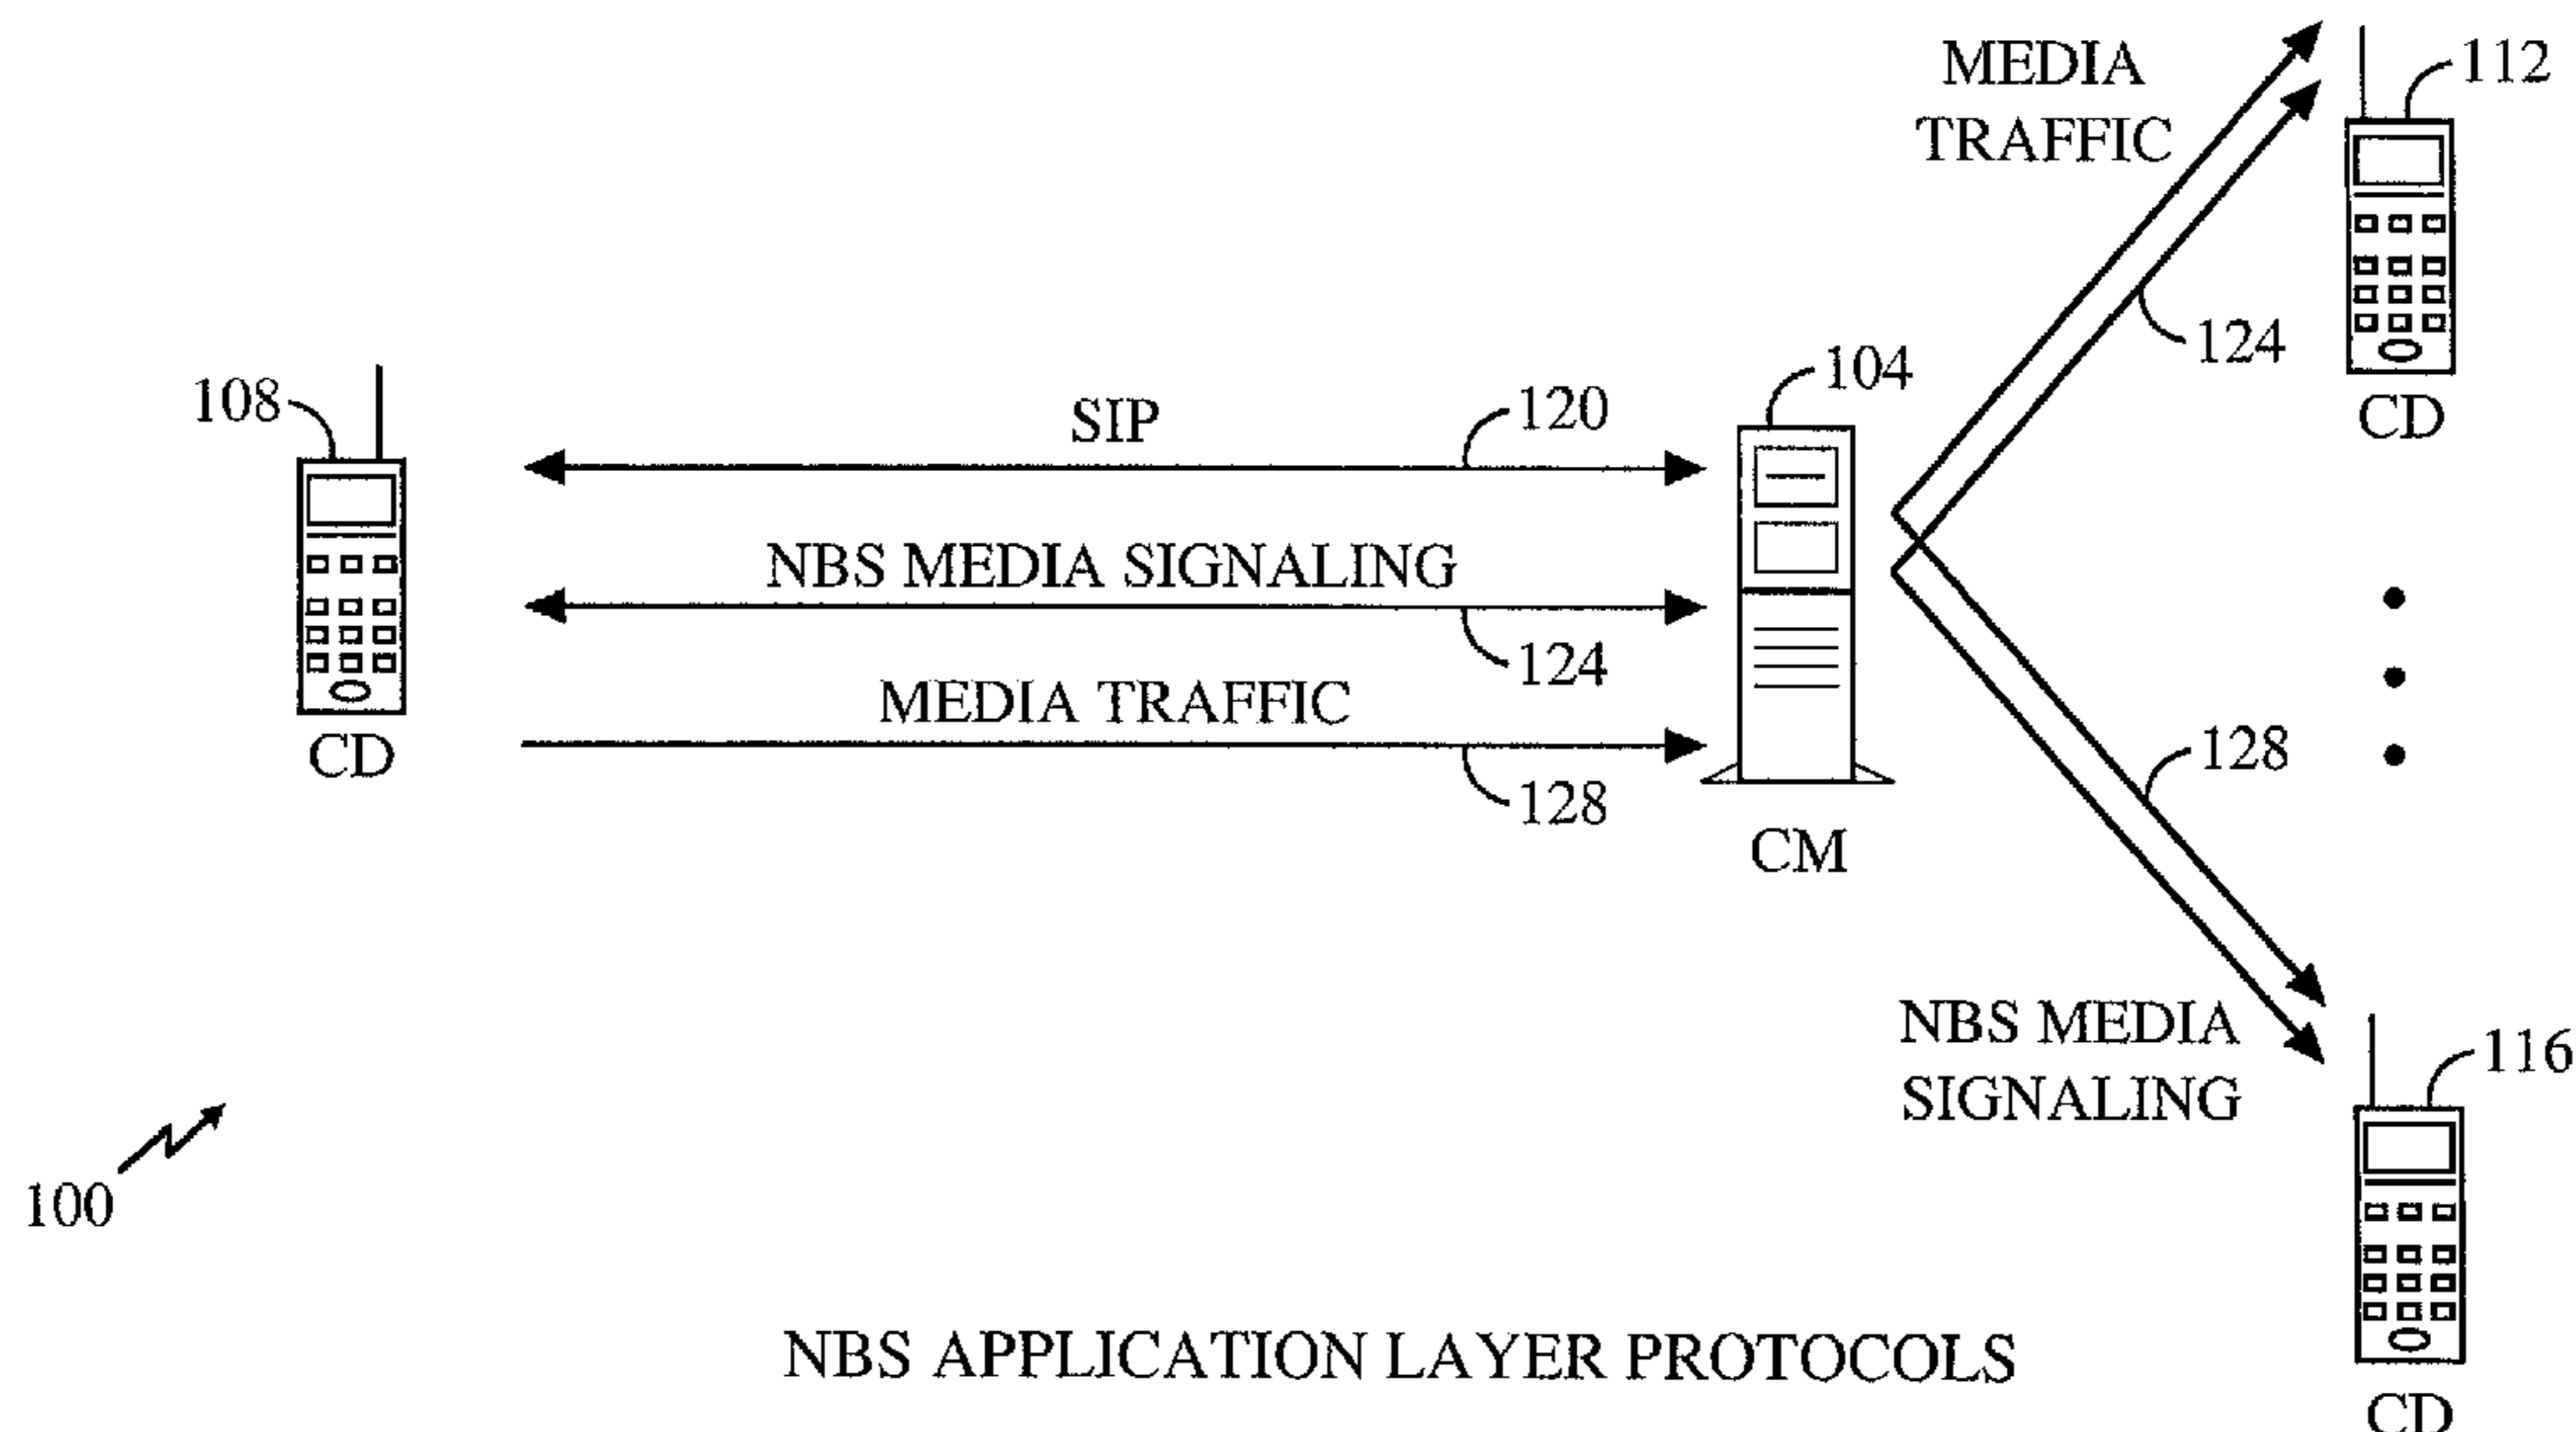 MEDIA
TRAFFIC
112
124
CD
108
SIP
120
104
NBS MEDIA SIGNALING
124
MEDIA TRAFFIC
128
CD
CM
128
NBS MEDIA
SIGNALING
116
100
NBS APPLICATION LAYER PROTOCOLS
CD